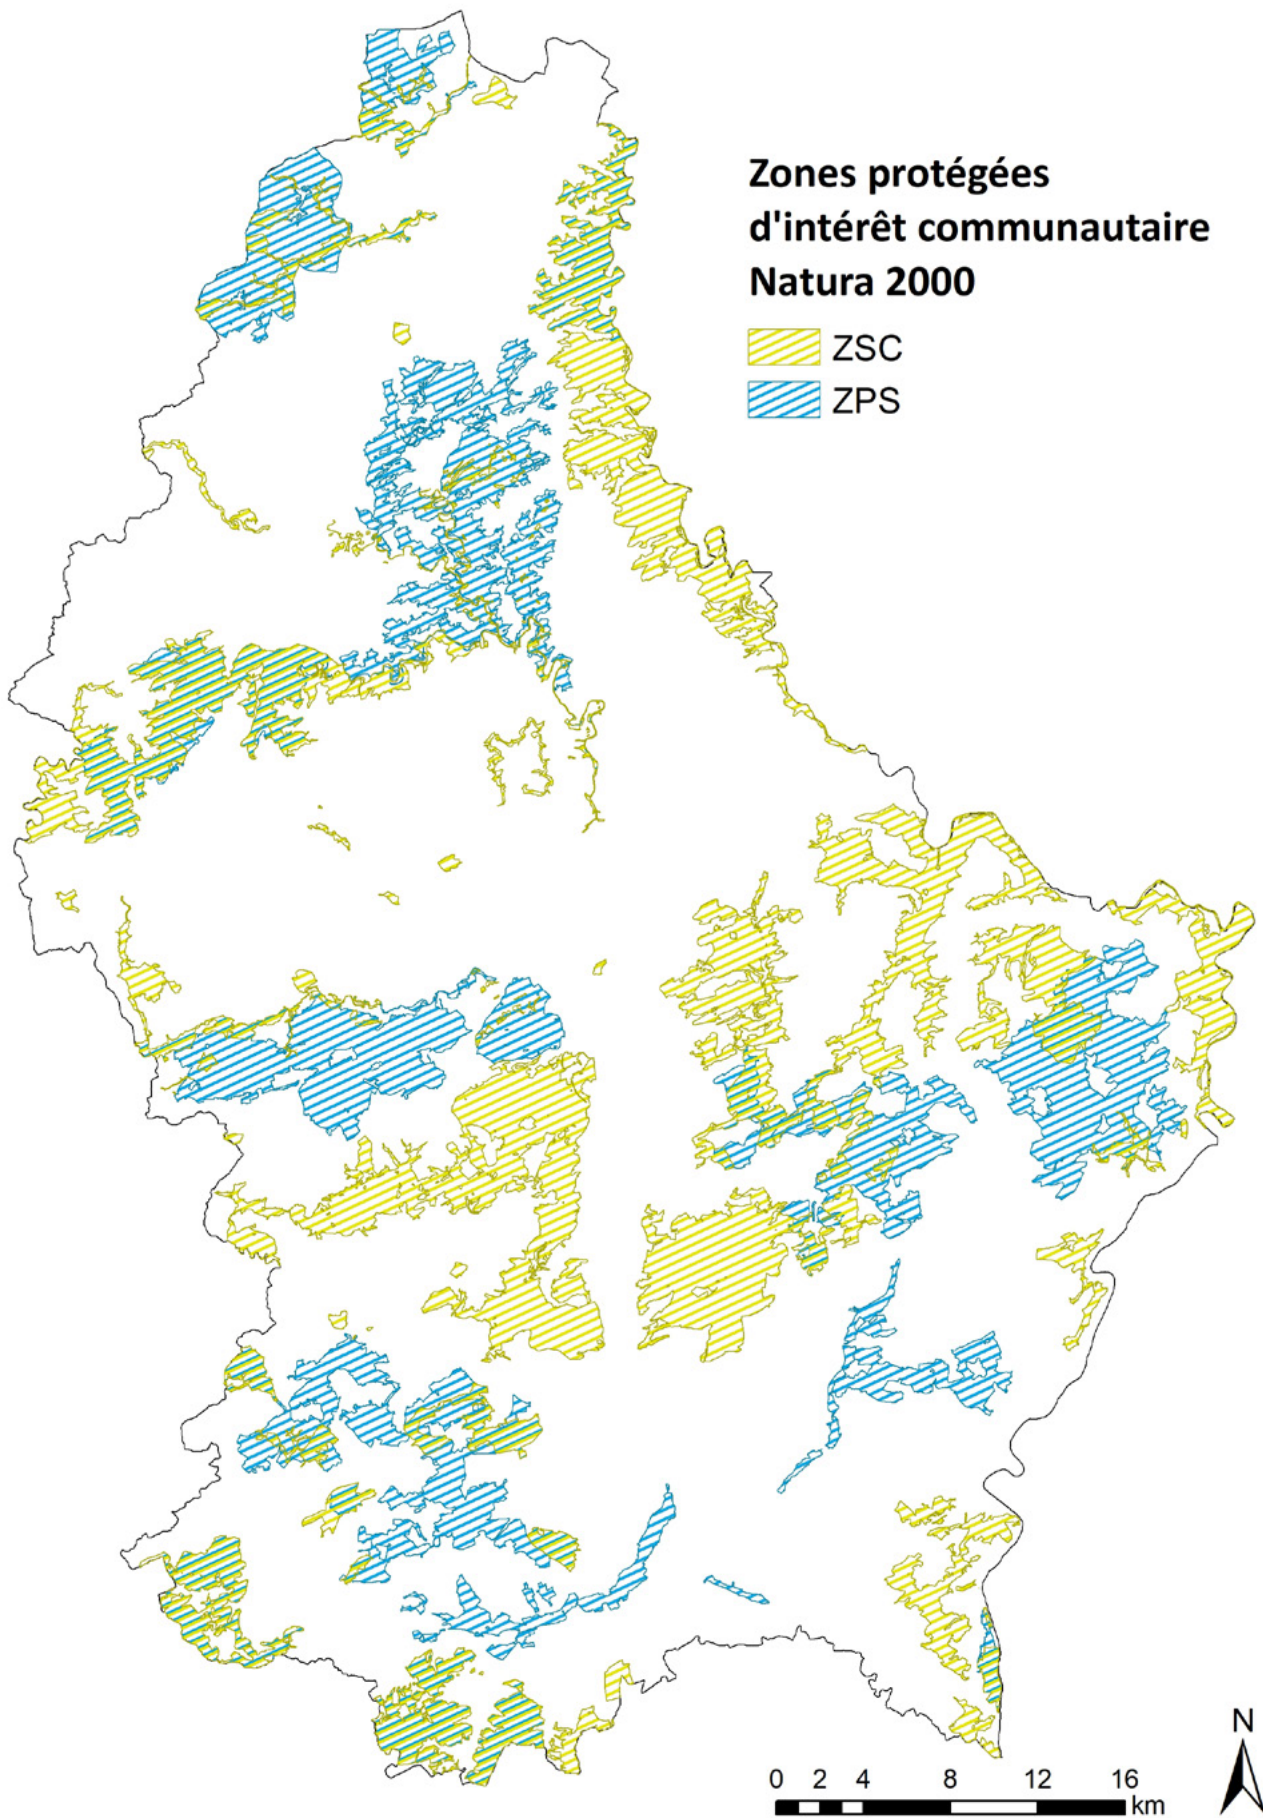 Zones protégées
d'intérêt communautaire
Natura 2000
ZSC
ZPS
N
0 2 4 8 12 16
km